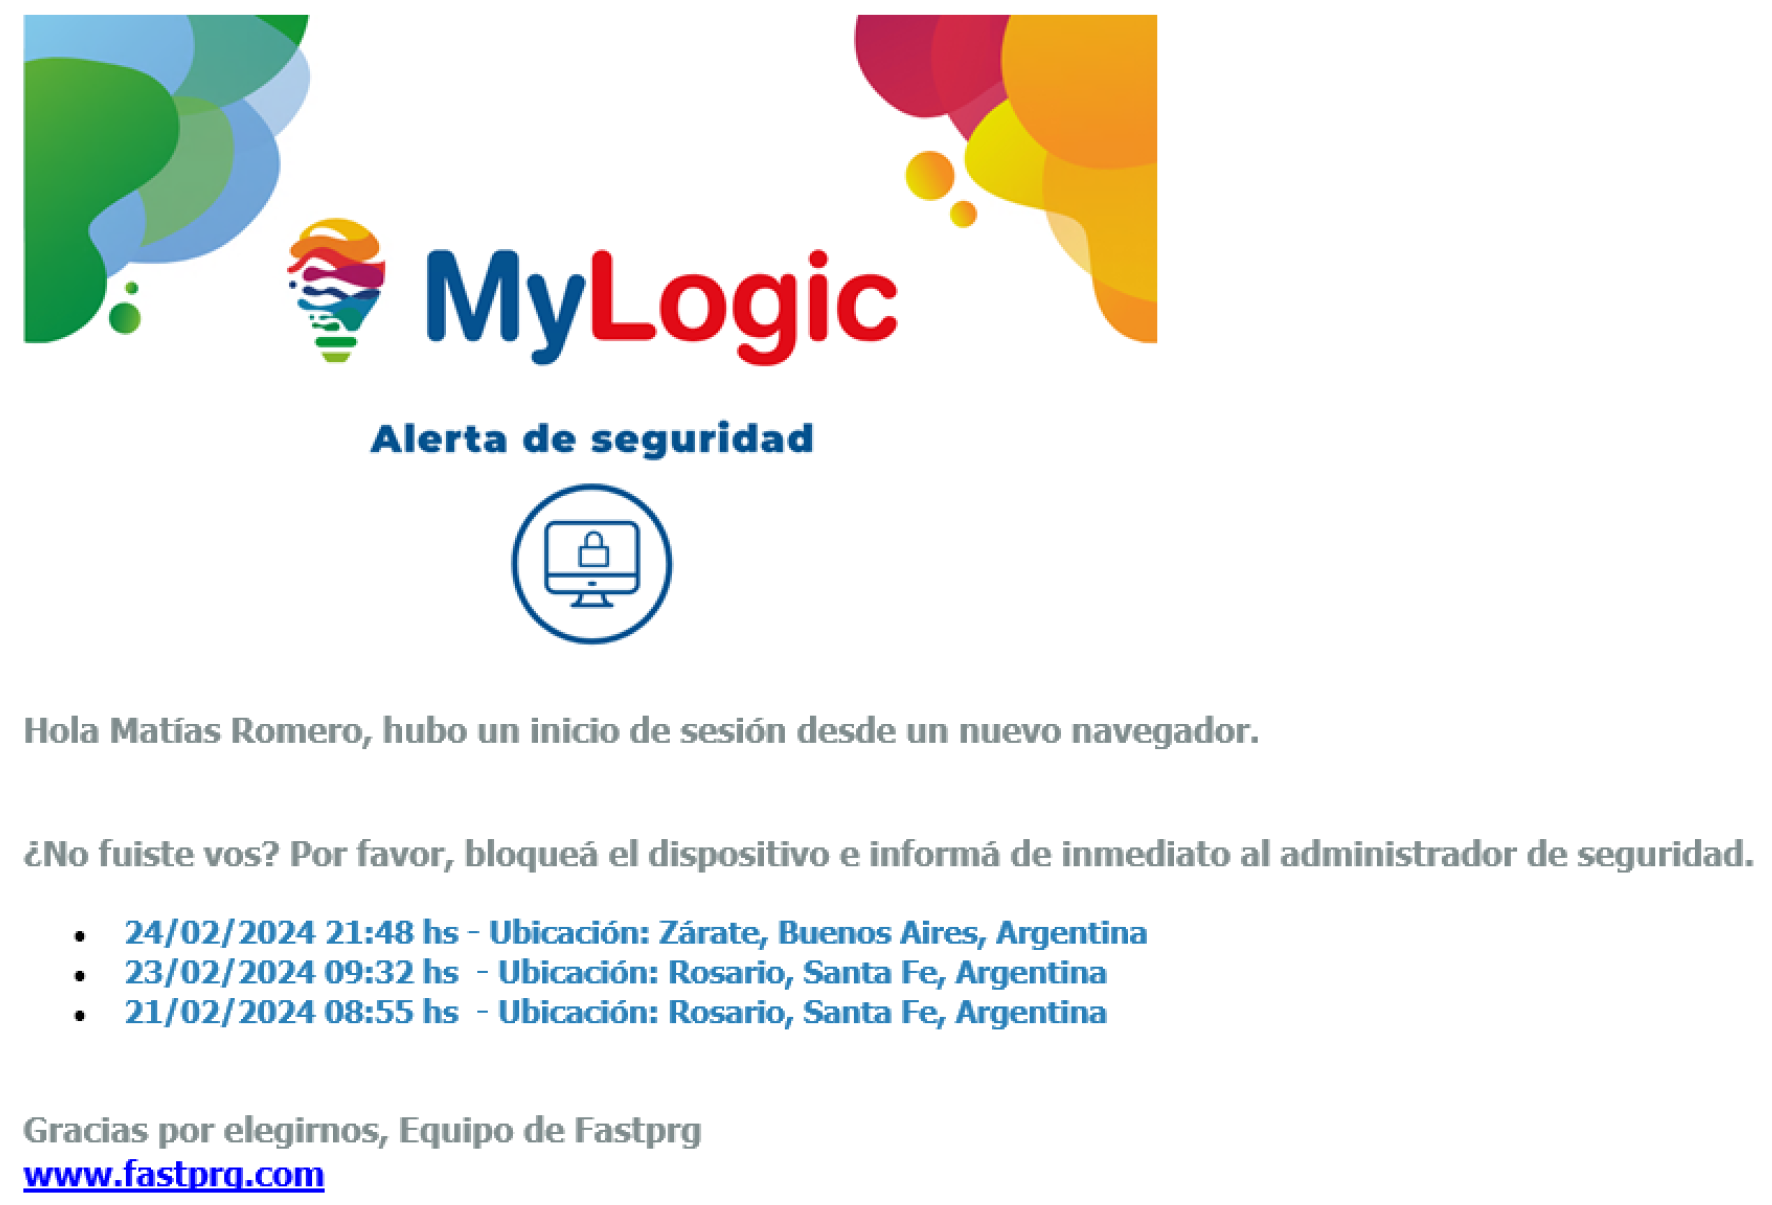 MyLogic
Alerta de seguridad
Hola Matías Romero, hubo un inicio de sesión desde un nuevo navegador.
¿No fuiste vos? Por favor, bloqueá el dispositivo e informá de inmediato al administrador de seguridad.
• 24/02/2024 21:48 hs - Ubicación: Zárate, Buenos Aires, Argentina
• 23/02/2024 09:32 hs - Ubicación: Rosario, Santa Fe, Argentina
• 21/02/2024 08:55 hs - Ubicación: Rosario, Santa Fe, Argentina
Gracias por elegirnos, Equipo de Fastprg
www.fastprg.com